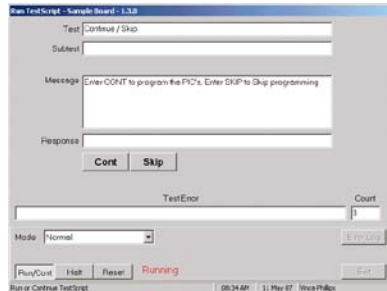 Run TestScript - Sample Board - 1.3.0
Test Continue / Skip
Subtest
Message Enter CONT to program the PIC's. Enter SKIP to Skip programming
Response
Cont Skip
TestError Count
Mode Normal Error Log
Run/Cont Halt Reset Running Exit
Run or Continue TestScript 08:34 AM 11 May 07 Vince Phillips